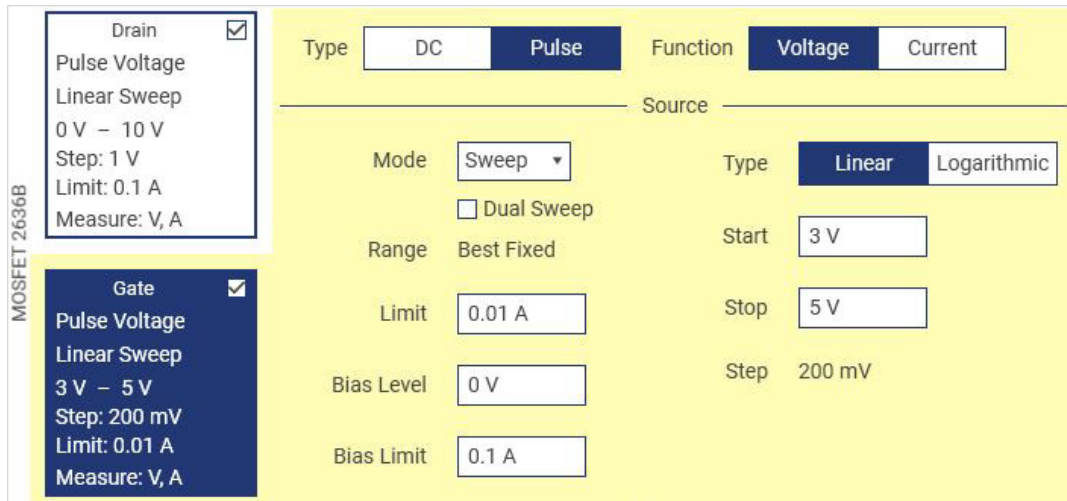 MOSFET 2636B
Drain
Pulse Voltage
Linear Sweep
0 V – 10 V
Step: 1 V
Limit: 0.1 A
Measure: V, A
Gate
Pulse Voltage
Linear Sweep
3 V – 5 V
Step: 200 mV
Limit: 0.01 A
Measure: V, A
Type DC Pulse Function Voltage Current
Source
Mode Sweep
Dual Sweep
Range Best Fixed
Limit 0.01 A
Bias Level 0 V
Bias Limit 0.1 A
Type Linear Logarithmic
Start 3 V
Stop 5 V
Step 200 mV